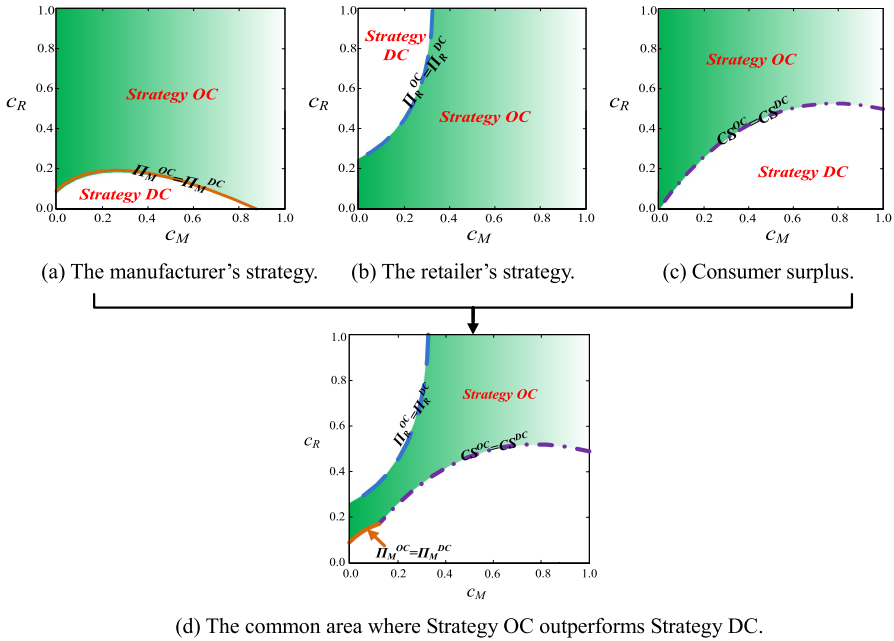 1.0
0.8
0.6
c_R
0.4
0.2
0.0
Strategy OC
Π_M^OC=Π_M^DC
Strategy DC
0.0 0.2 0.4 0.6 0.8 1.0
c_M
(a) The manufacturer's strategy.
1.0
0.8
0.6
c_R
0.4
0.2
0.0
Strategy
DC
Π_R^OC=Π_R^DC
Strategy OC
0.0 0.2 0.4 0.6 0.8 1.0
c_M
(b) The retailer's strategy.
1.0
0.8
0.6
c_R
0.4
0.2
0.0
Strategy OC
CS^OC=CS^DC
Strategy DC
0.0 0.2 0.4 0.6 0.8 1.0
c_M
(c) Consumer surplus.
1.0
0.8
0.6
c_R
0.4
0.2
0.0
Π_R^OC=Π_R^DC
Strategy OC
CS^OC=CS^DC
Π_M^OC=Π_M^DC
0.0 0.2 0.4 0.6 0.8 1.0
c_M
(d) The common area where Strategy OC outperforms Strategy DC.